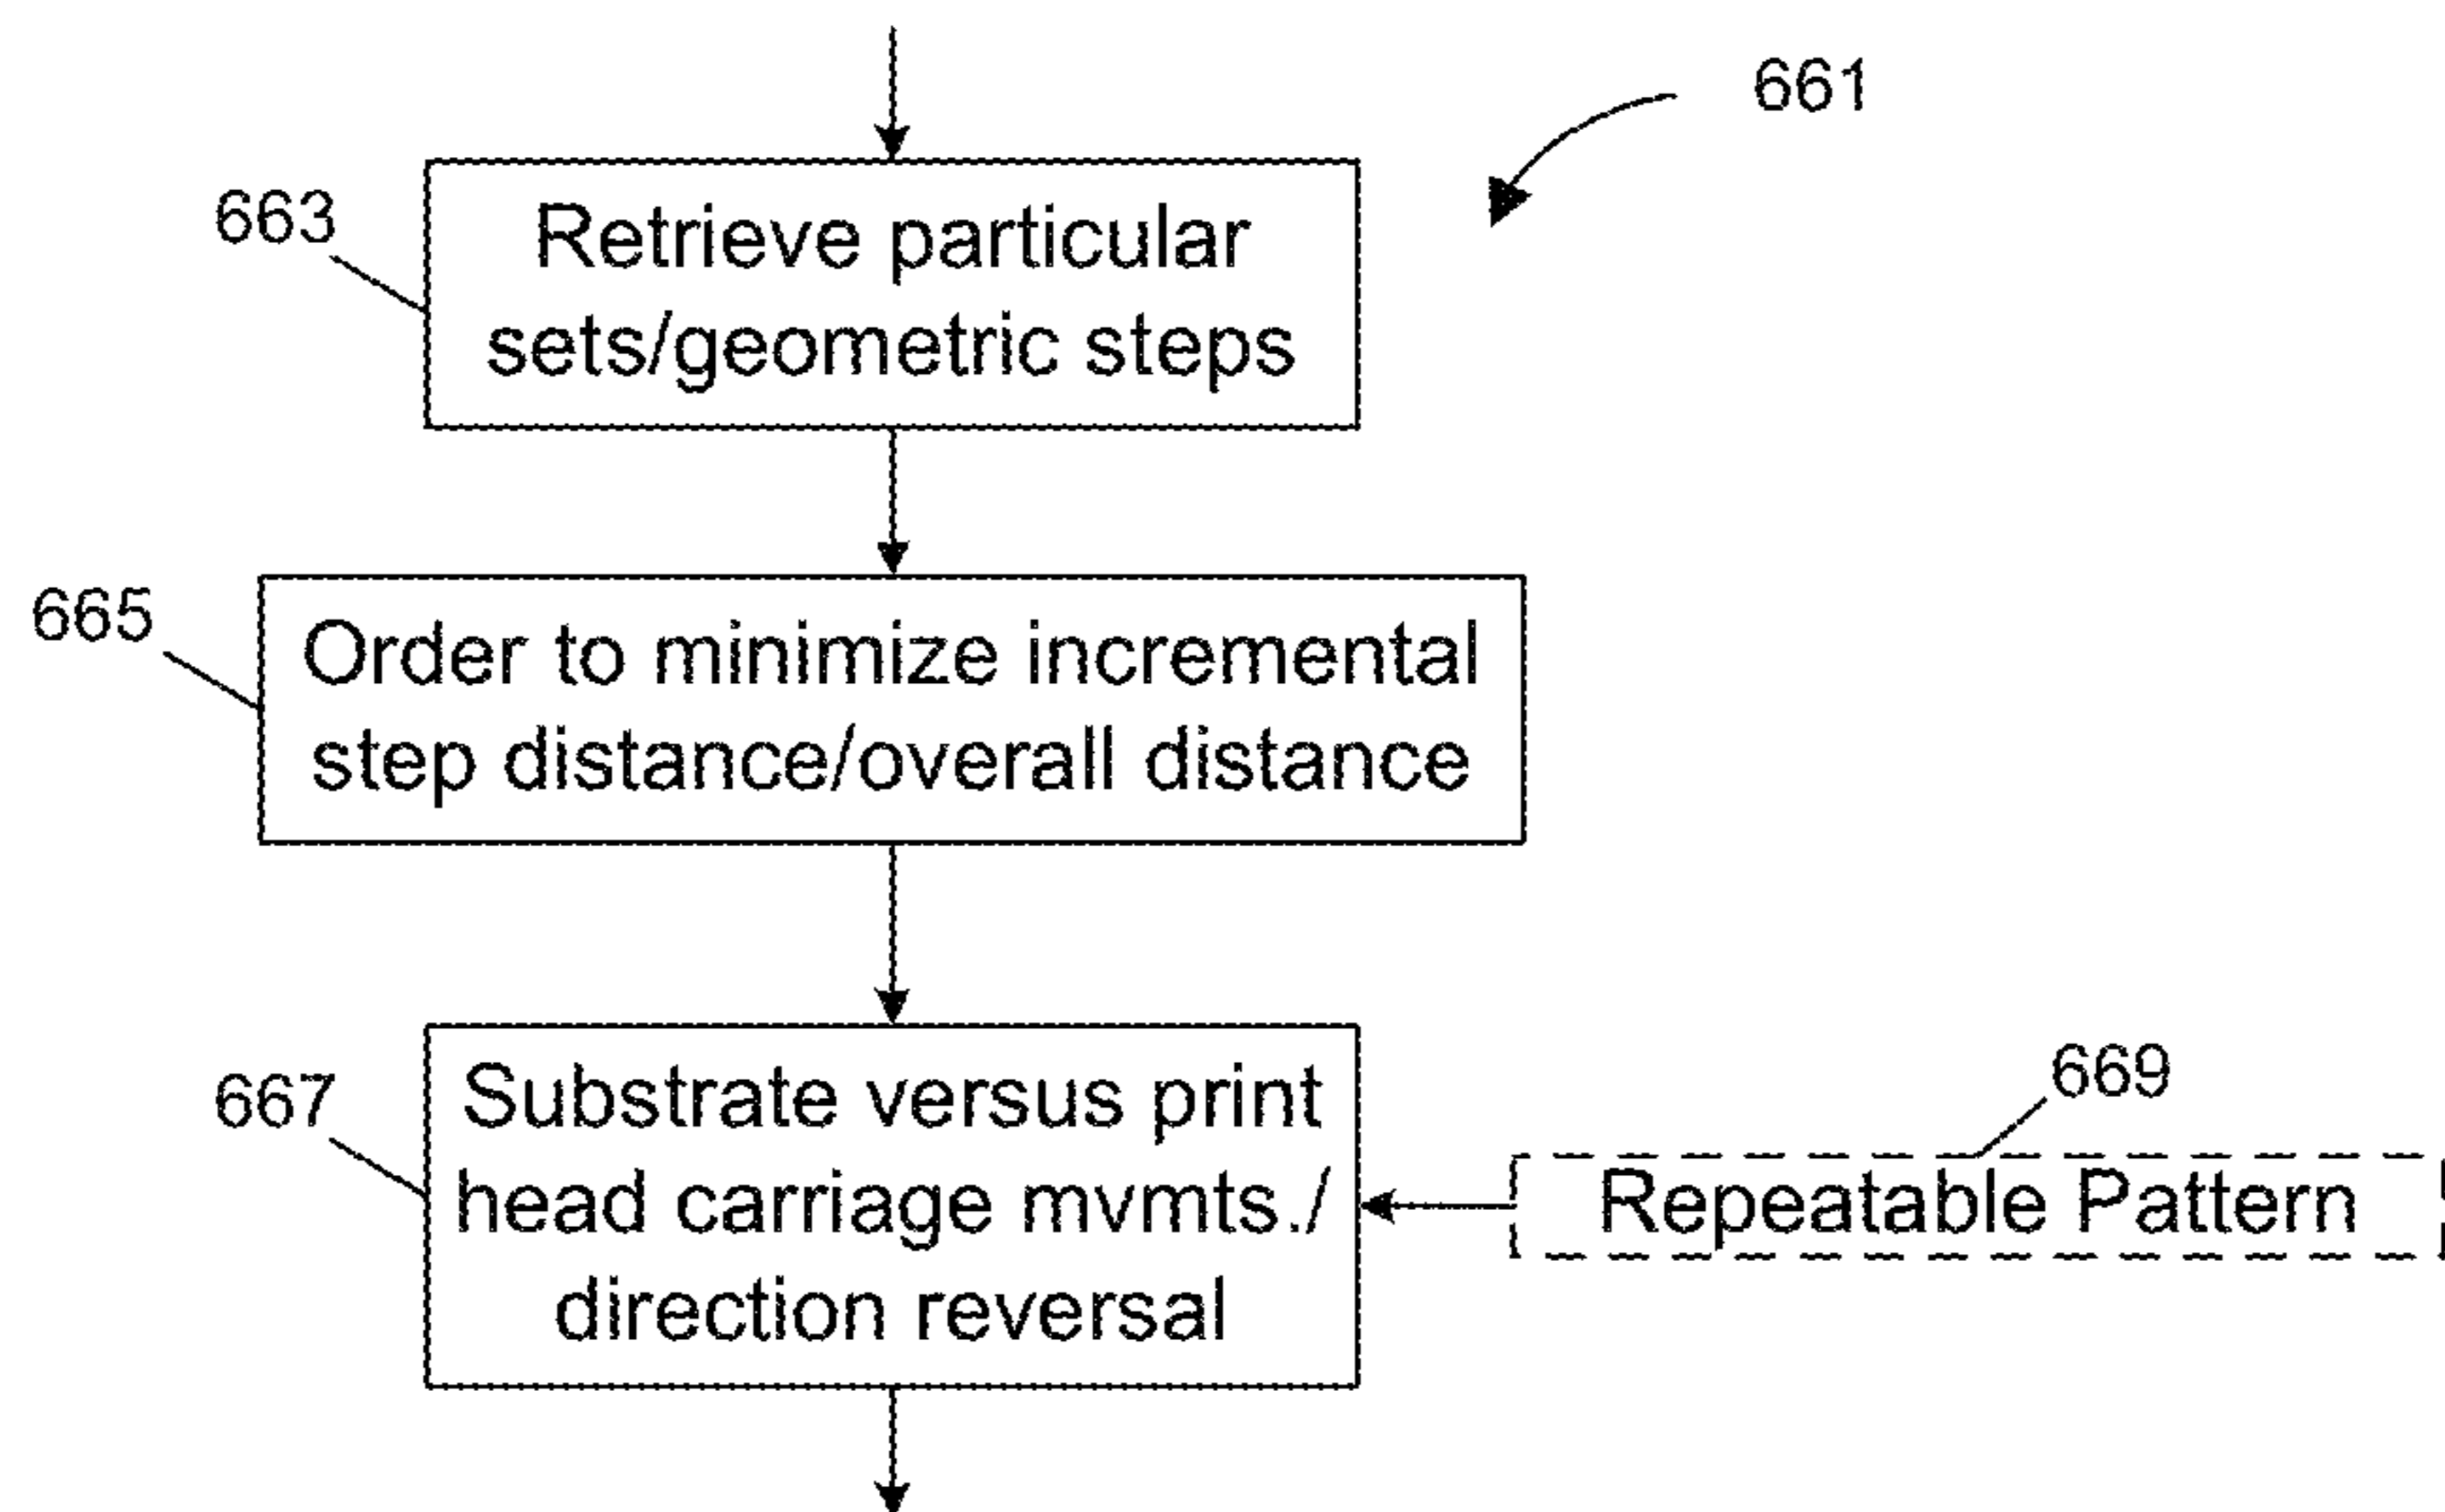 661
663
Retrieve particular
sets/geometric steps
665
Order to minimize incremental
step distance/overall distance
667
Substrate versus print
head carriage mvmts./
direction reversal
669
Repeatable Pattern